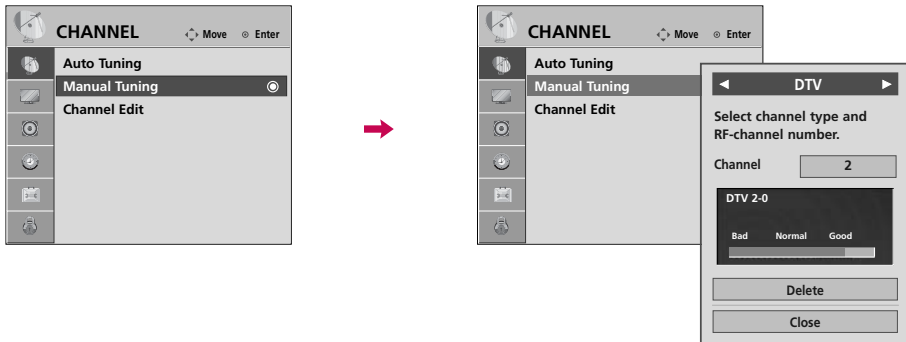 CHANNEL Move Enter
Auto Tuning
Manual Tuning
Channel Edit
CHANNEL Move Enter
Auto Tuning
Manual Tuning
Channel Edit
DTV
Select channel type and
RF-channel number.
Channel 2
DTV 2-0
Bad Normal Good
Delete
Close